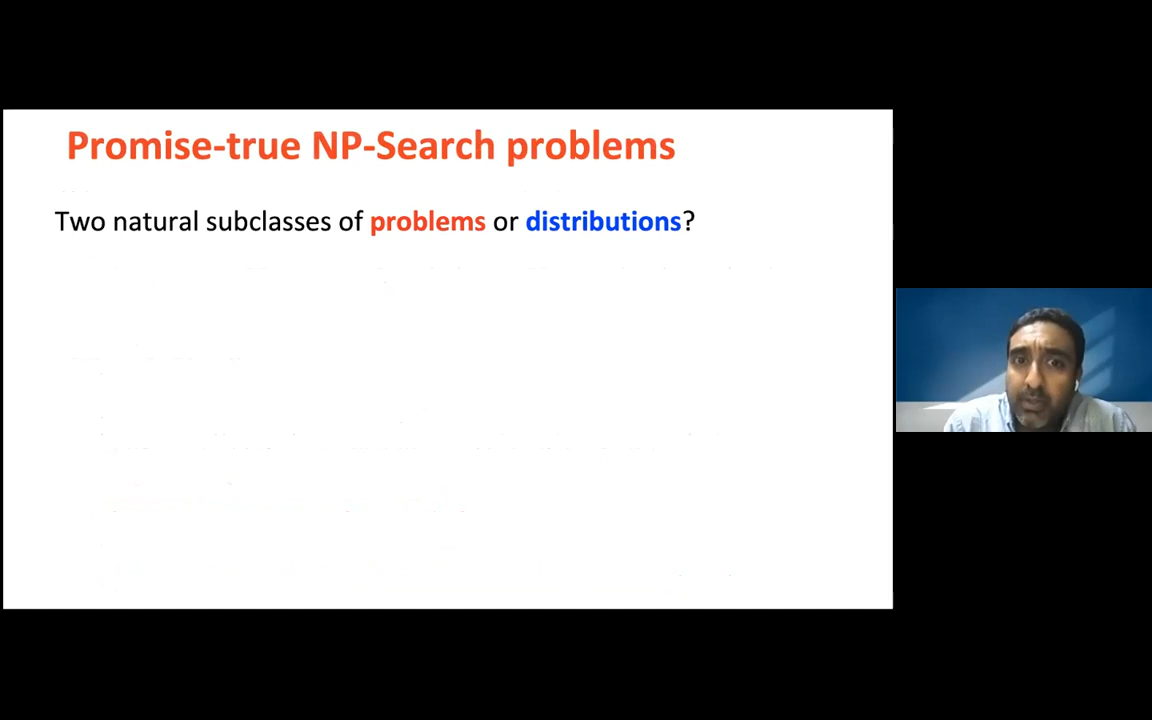 Promise-true NP-Search problems
Two natural subclasses of problems or distributions?